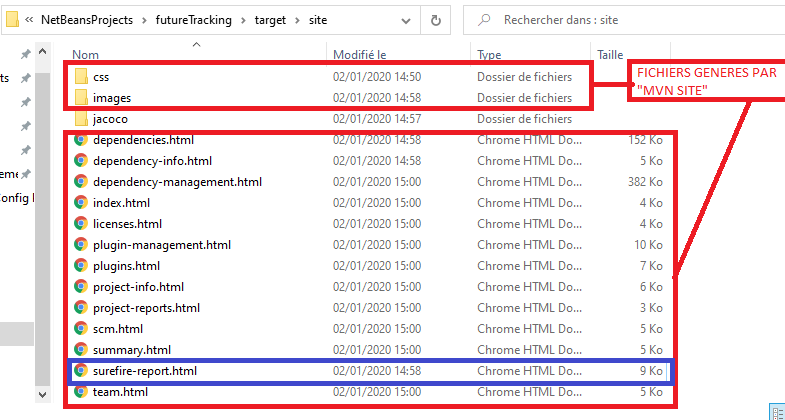 « NetBeansProjects › futureTracking › target › site
Rechercher dans : site
Nom Modifié le Type Taille
css 02/01/2020 14:50 Dossier de fichiers
images 02/01/2020 14:58 Dossier de fichiers
jacoco 02/01/2020 14:57 Dossier de fichiers
dependencies.html 02/01/2020 14:58 Chrome HTML Do... 152 Ko
dependency-info.html 02/01/2020 14:58 Chrome HTML Do... 5 Ko
dependency-management.html 02/01/2020 15:00 Chrome HTML Do... 382 Ko
index.html 02/01/2020 15:00 Chrome HTML Do... 4 Ko
licenses.html 02/01/2020 15:00 Chrome HTML Do... 4 Ko
plugin-management.html 02/01/2020 15:00 Chrome HTML Do... 10 Ko
plugins.html 02/01/2020 15:00 Chrome HTML Do... 7 Ko
project-info.html 02/01/2020 15:00 Chrome HTML Do... 6 Ko
project-reports.html 02/01/2020 15:00 Chrome HTML Do... 3 Ko
scm.html 02/01/2020 15:00 Chrome HTML Do... 5 Ko
summary.html 02/01/2020 15:00 Chrome HTML Do... 5 Ko
surefire-report.html 02/01/2020 14:58 Chrome HTML Do... 9 Ko
team.html 02/01/2020 15:00 Chrome HTML Do... 5 Ko
FICHIERS GENERES PAR
"MVN SITE"
ts
eme
Config